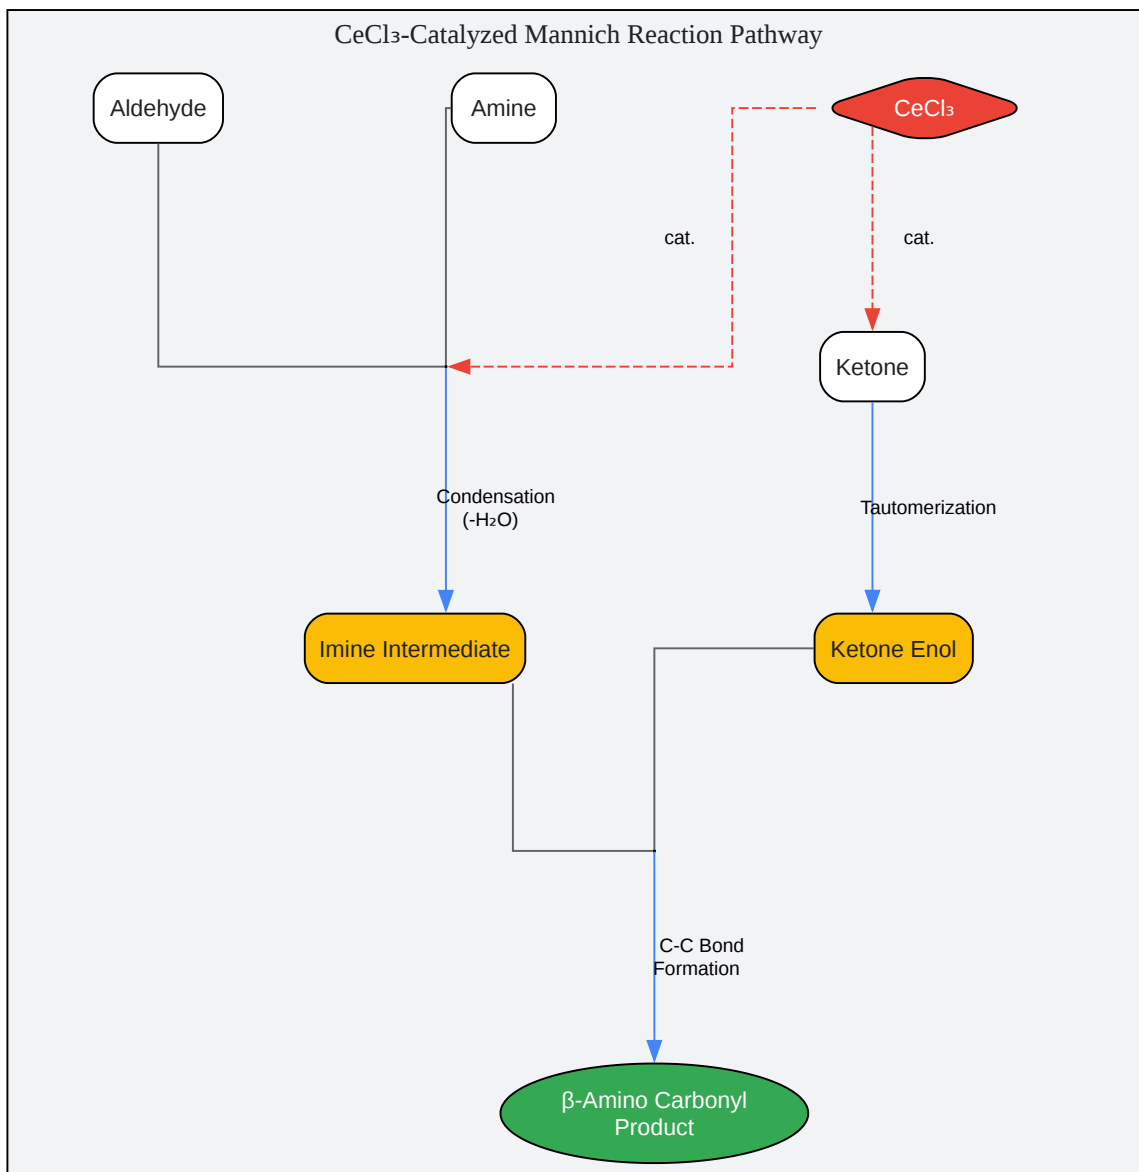 CeCl₃-Catalyzed Mannich Reaction Pathway
Aldehyde
Amine
CeCl₃
cat.
cat.
Ketone
Condensation
(-H₂O)
Tautomerization
Imine Intermediate
Ketone Enol
C-C Bond
Formation
β-Amino Carbonyl
Product